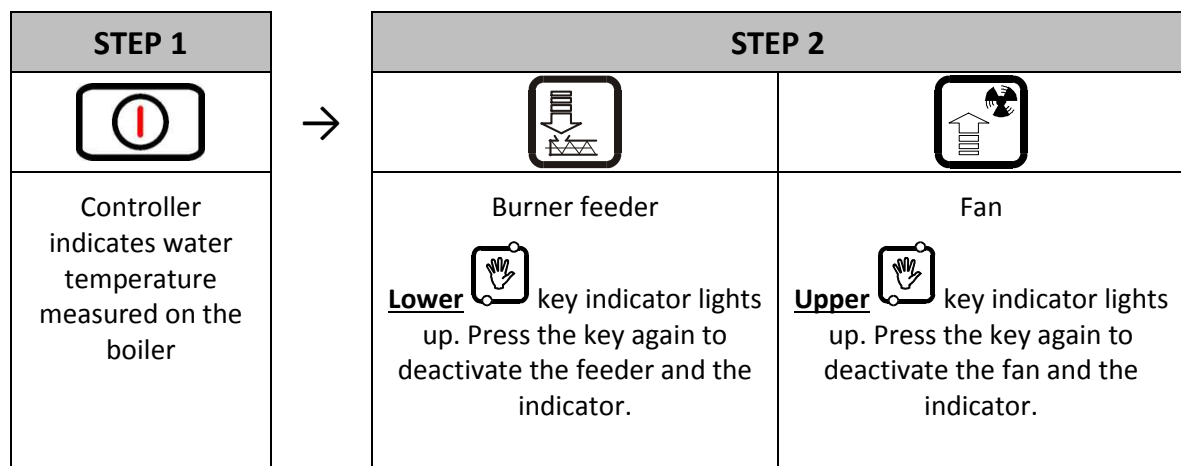 STEP 1
STEP 2
Controller
indicates water
temperature
measured on the
boiler
Burner feeder
Lower key indicator lights
up. Press the key again to
deactivate the feeder and the
indicator.
Fan
Upper key indicator lights
up. Press the key again to
deactivate the fan and the
indicator.